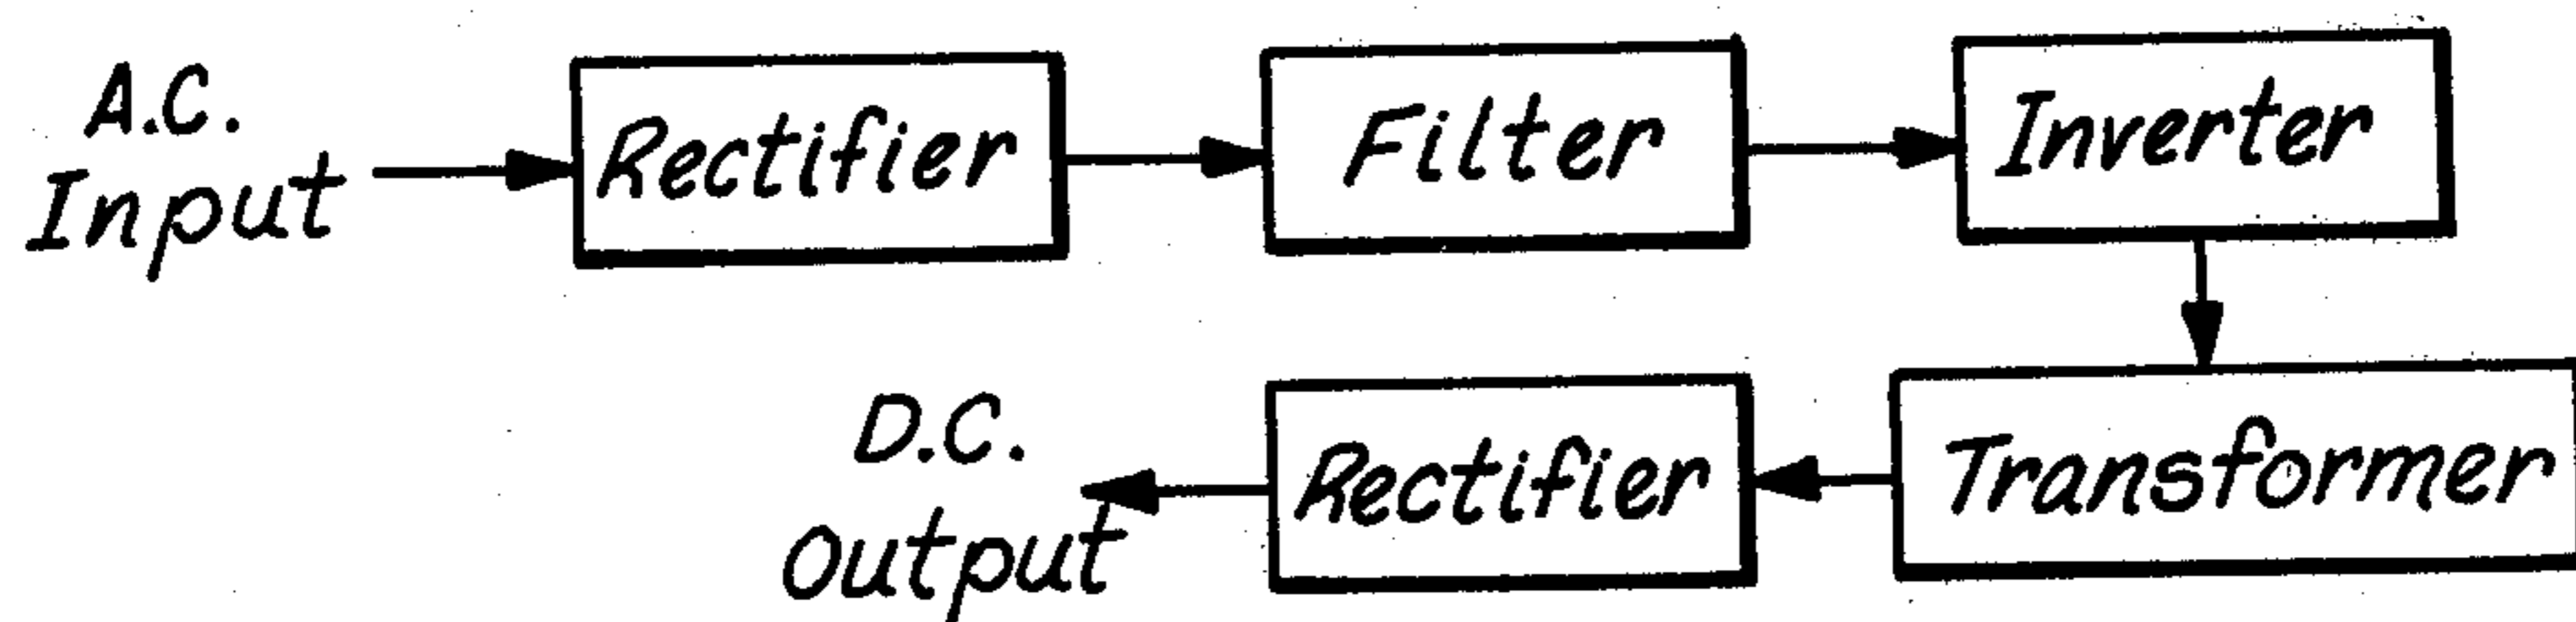 A.C.
Input
Rectifier
Filter
Inverter
Transformer
Rectifier
D.C.
Output